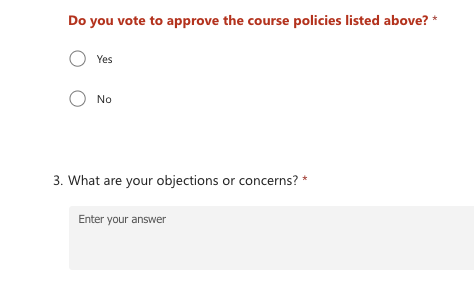 Do you vote to approve the course policies listed above? *
Yes
No
3. What are your objections or concerns? *
Enter your answer